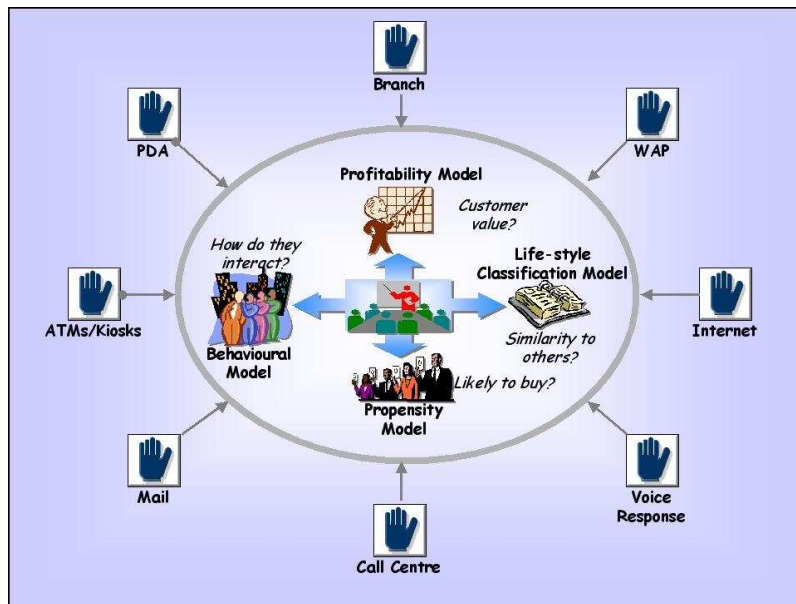 Branch
PDA
WAP
Profitability Model
Customer
value?
How do they
interact?
Life-style
Classification Model
ATMs/Kiosks
Internet
Behavioural
Model
Similarity to
others?
Likely to buy?
Propensity
Model
Mail
Voice
Response
Call Centre